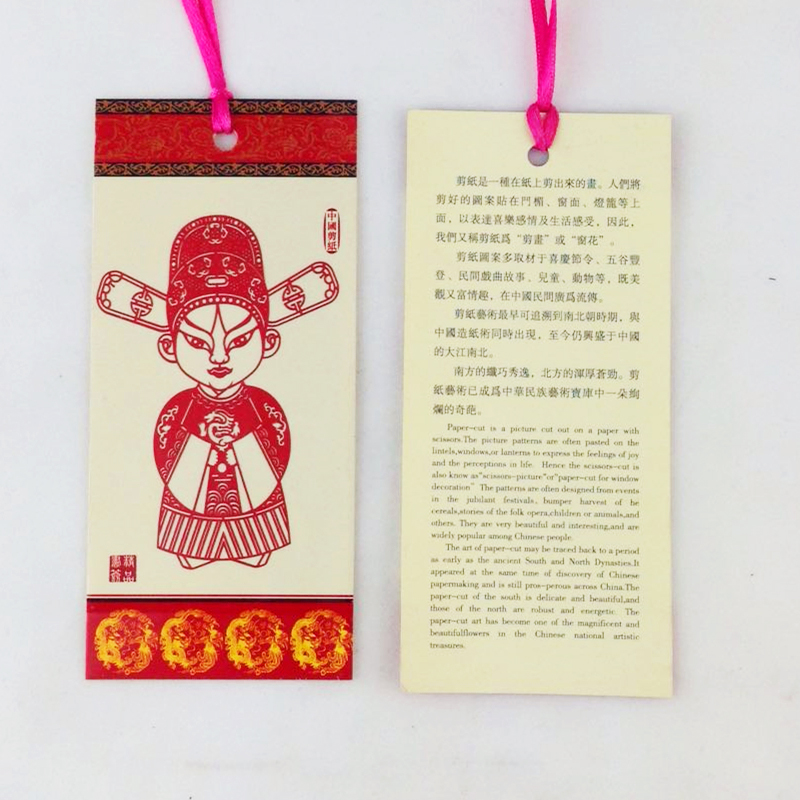 中國剪紙
精品
書簽
剪紙是一種在紙上剪出來的畫。人們將
剪好的圖案貼在門楣、窗面、燈籠等上
面，以表達喜樂感情及生活感受，因此，
我們又稱剪紙爲“剪畫”或“窗花”。
剪紙圖案多取材于喜慶節令、五谷豐
登、民間戲曲故事、兒童、動物等，既美
觀又富情趣，在中國民間廣爲流傳。
剪紙藝術最早可追溯到南北朝時期，與
中國造紙術同時出現，至今仍興盛于中國
的大江南北。
南方的纖巧秀逸，北方的渾厚蒼勁。剪
紙藝術已成爲中華民族藝術寶庫中一朵絢
爛的奇葩。
Paper-cut is a picture cut out on a paper with
scissors.The picture patterns are often pasted on the
lintels,windows,or lanterns to express the feelings of joy
and the perceptions in life. Hence the scissors-cut is
also know as"scissors-picture"or"paper-cut for window
decoration" The patterns are often designed from events
in the jubilant festivals, bumper harvest of he
cereals,stories of the folk opera,children or animals,and
others. They are very beautiful and interesting,and are
widely popular among Chinese people.
The art of paper-cut may be traced back to a period
as early as the ancient South and North Dynasties.It
appeared at the same time of discovery of Chinese
papermaking and is still pros-perous across China.The
paper-cut of the south is delicate and beautiful,and
those of the north are robust and energetic. The
paper-cut art has become one of the magnificent and
beautifulflowers in the Chinese national artistic
treasures.